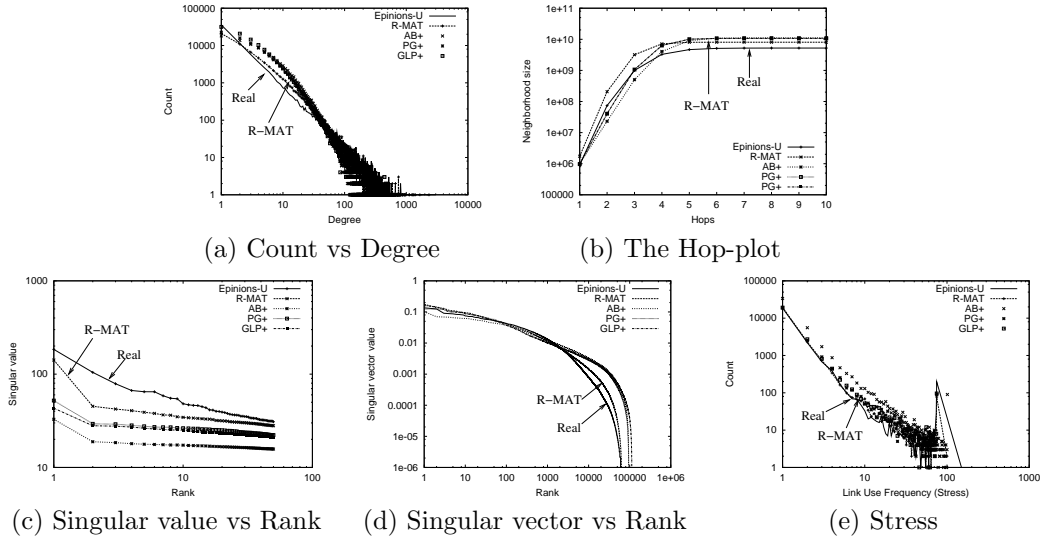 Epinions-U
R-MAT
AB+
PG+
GLP+
100000
10000
1000
100
10
1
Count
Real
R-MAT
1 10 100 1000 10000
Degree
(a) Count vs Degree
1e+11
1e+10
1e+09
1e+08
1e+07
1e+06
100000
Neighborhood size
R-MAT
Real
Epinions-U
R-MAT
AB+
PG+
PG+
1 2 3 4 5 6 7 8 9 10
Hops
(b) The Hop-plot
1000
100
10
Singular value
Epinions-U
R-MAT
AB+
PG+
GLP+
R-MAT
Real
1 10 100
Rank
(c) Singular value vs Rank
1
0.1
0.01
0.001
0.0001
1e-05
1e-06
Singular vector value
Epinions-U
R-MAT
AB+
PG+
GLP+
R-MAT
Real
1 10 100 1000 10000 100000 1e+06
Rank
(d) Singular vector vs Rank
100000
10000
1000
100
10
1
Count
Epinions-U
R-MAT
AB+
PG+
GLP+
Real
R-MAT
1 10 100 1000
Link Use Frequency (Stress)
(e) Stress